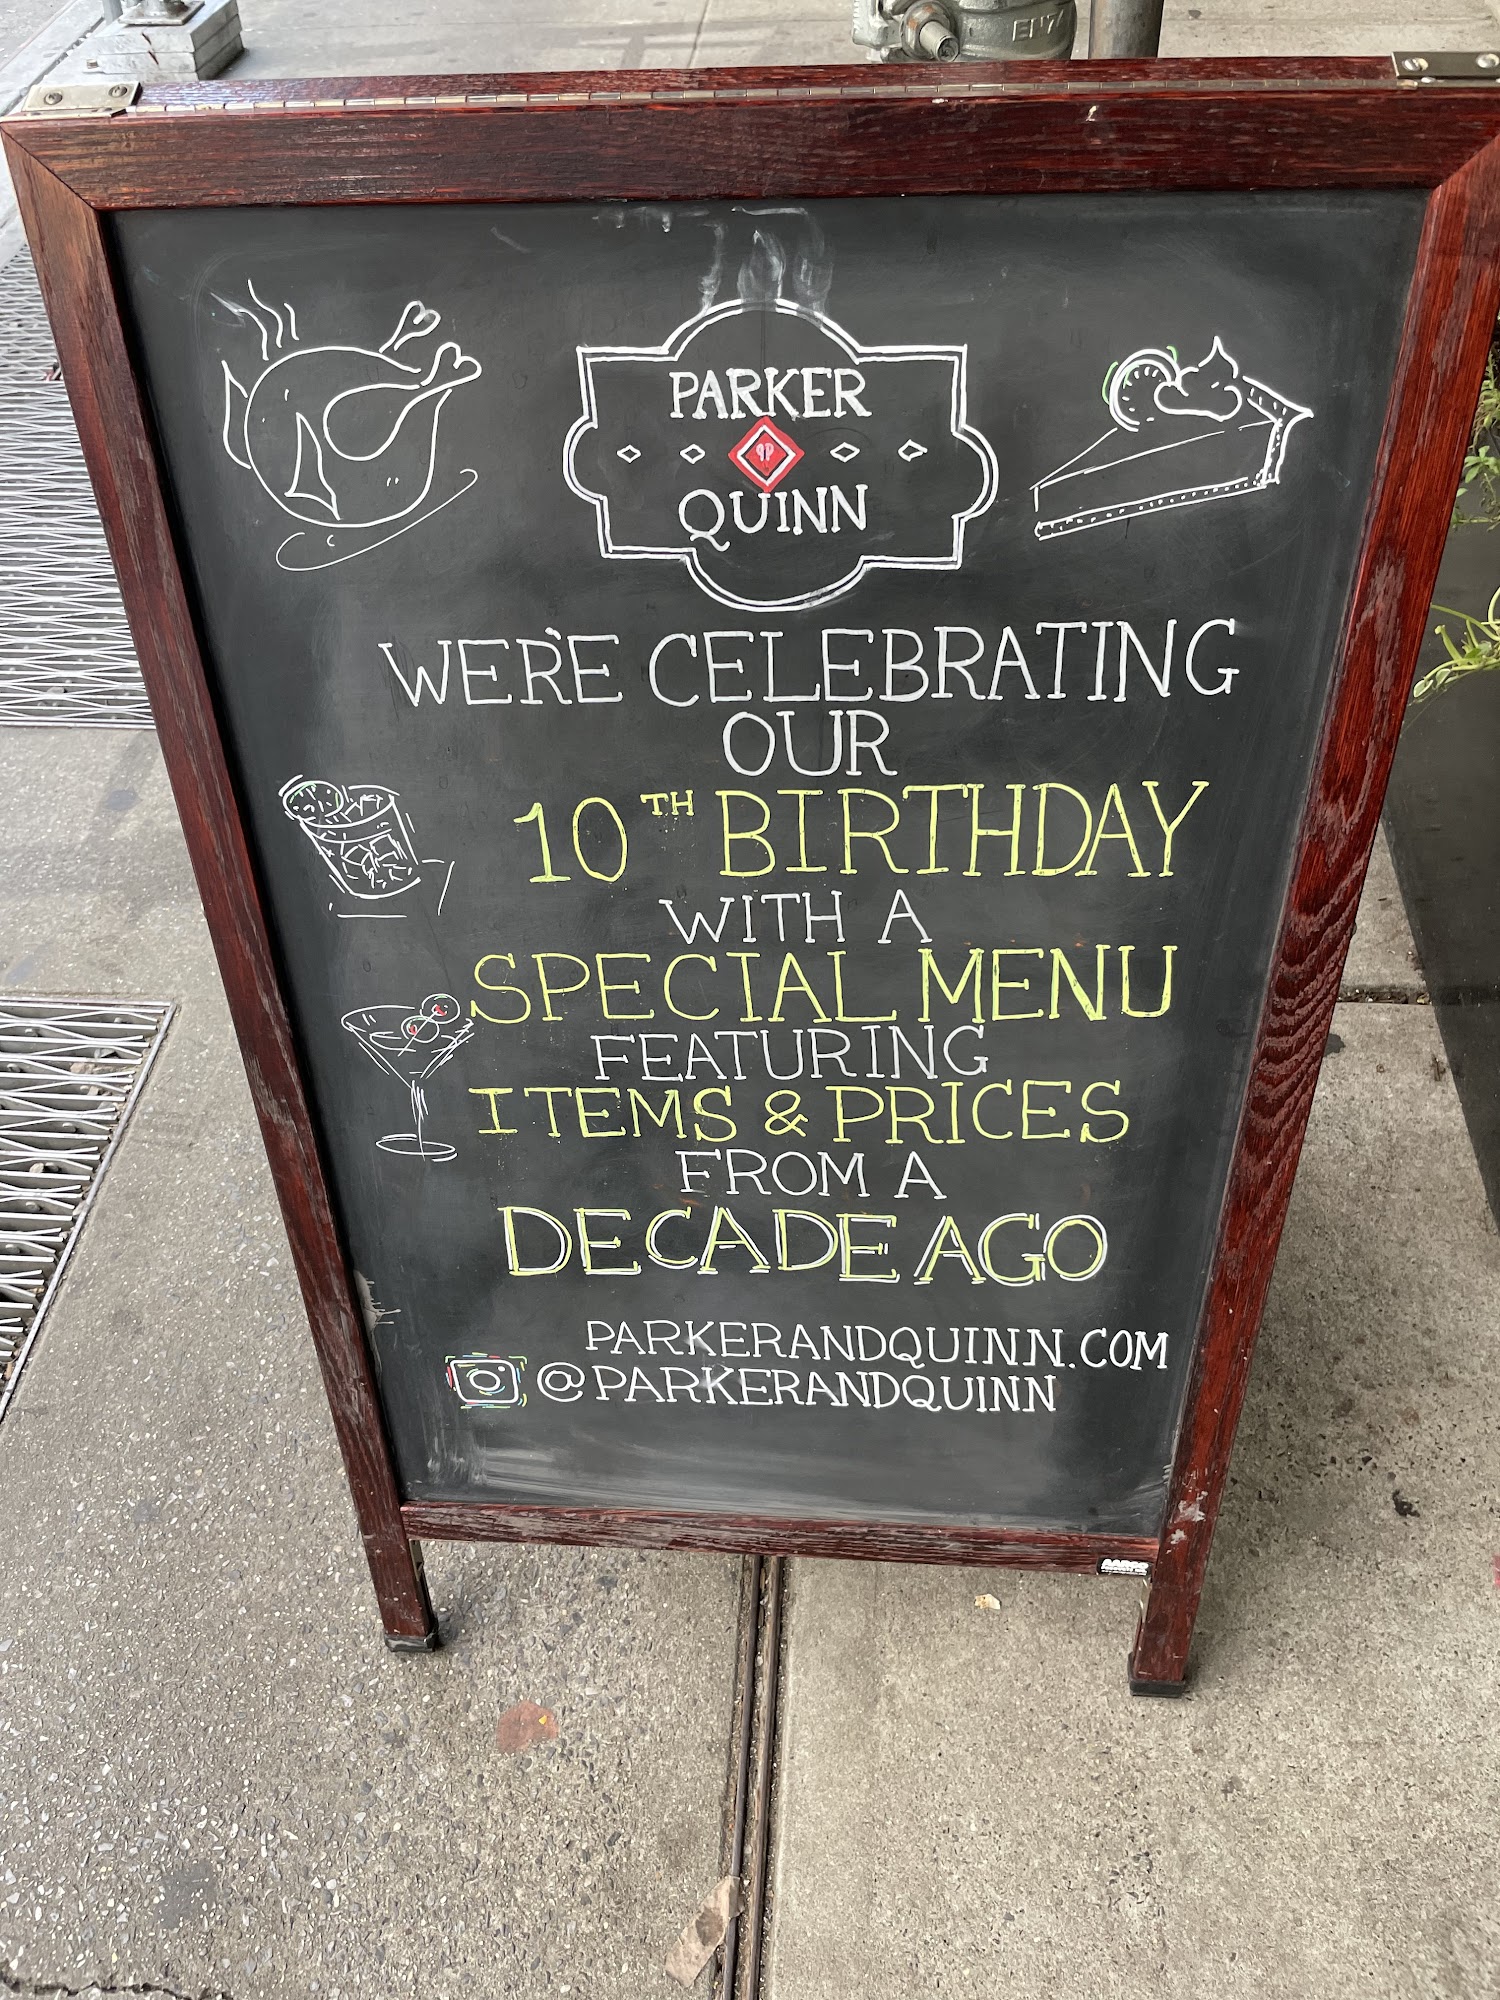 PARKER
QUINN
WE'RE CELEBRATING
OUR
10TH BIRTHDAY
WITH A
SPECIAL MENU
FEATURING
ITEMS & PRICES
FROM A
DECADE AGO
PARKERANDQUINN.COM
@PARKERANDQUINN